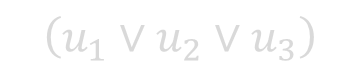 (u₁ ∨ u₂ ∨ u₃)